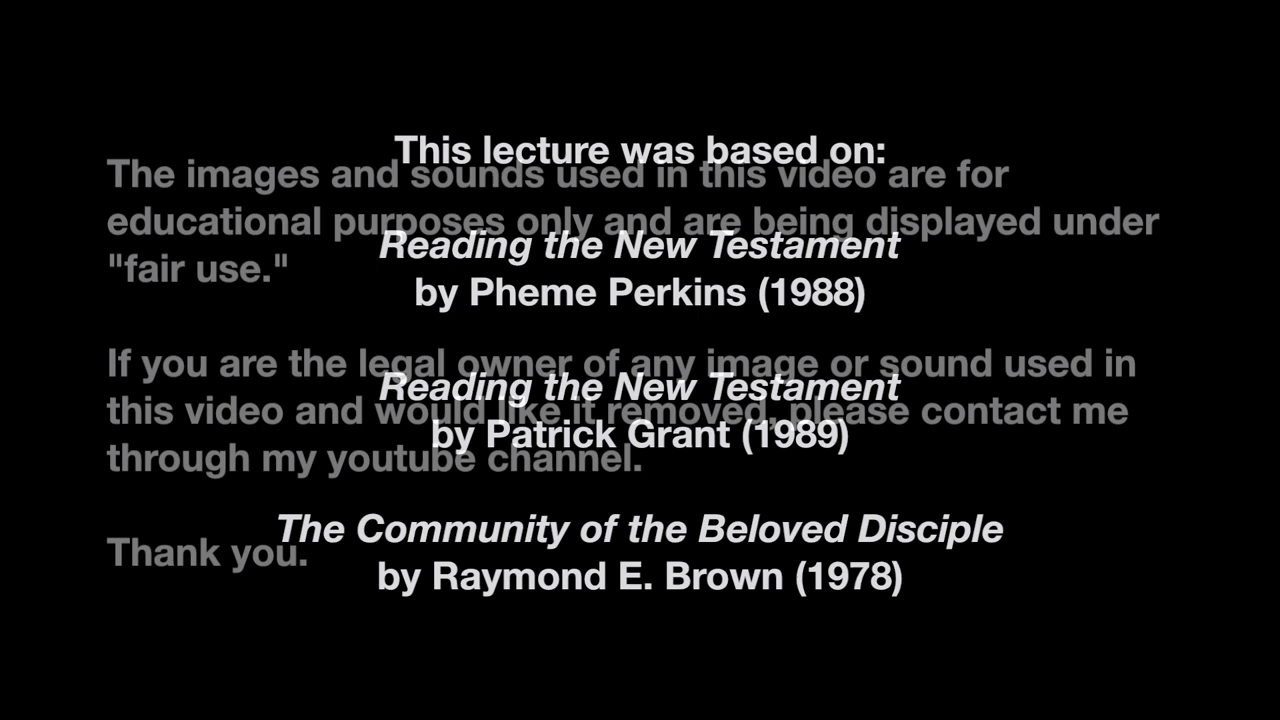 This lecture was based on:
The images and sounds used in this video are for
educational purposes only and are being displayed under
"fair use."
Reading the New Testament
by Pheme Perkins (1988)
If you are the legal owner of any image or sound used in
this video and would like it removed, please contact me
through my youtube channel.
Reading the New Testament
by Patrick Grant (1989)
The Community of the Beloved Disciple
by Raymond E. Brown (1978)
Thank you.